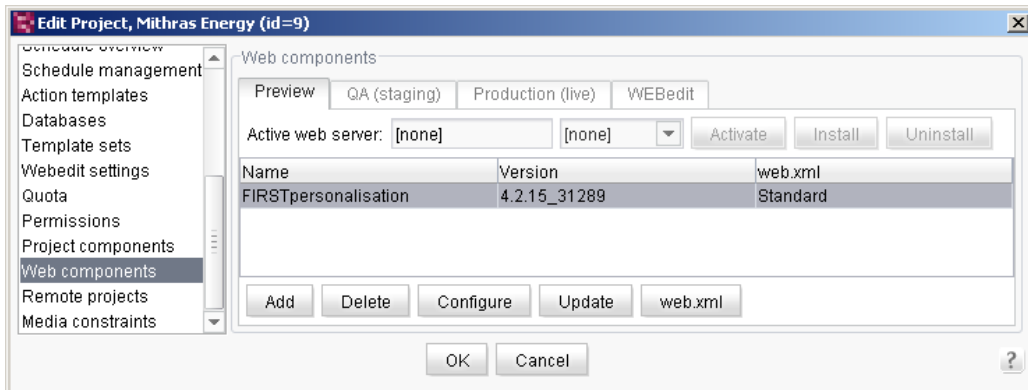 Edit Project, Mithras Energy (id=9)
Schedule overview
Schedule management
Action templates
Databases
Template sets
Webedit settings
Quota
Permissions
Project components
Web components
Remote projects
Media constraints
Web components
Preview QA (staging) Production (live) WEBedit
Active web server: [none] [none] Activate Install Uninstall
Name Version web.xml
FIRSTpersonalisation 4.2.15_31289 Standard
Add Delete Configure Update web.xml
OK Cancel ?